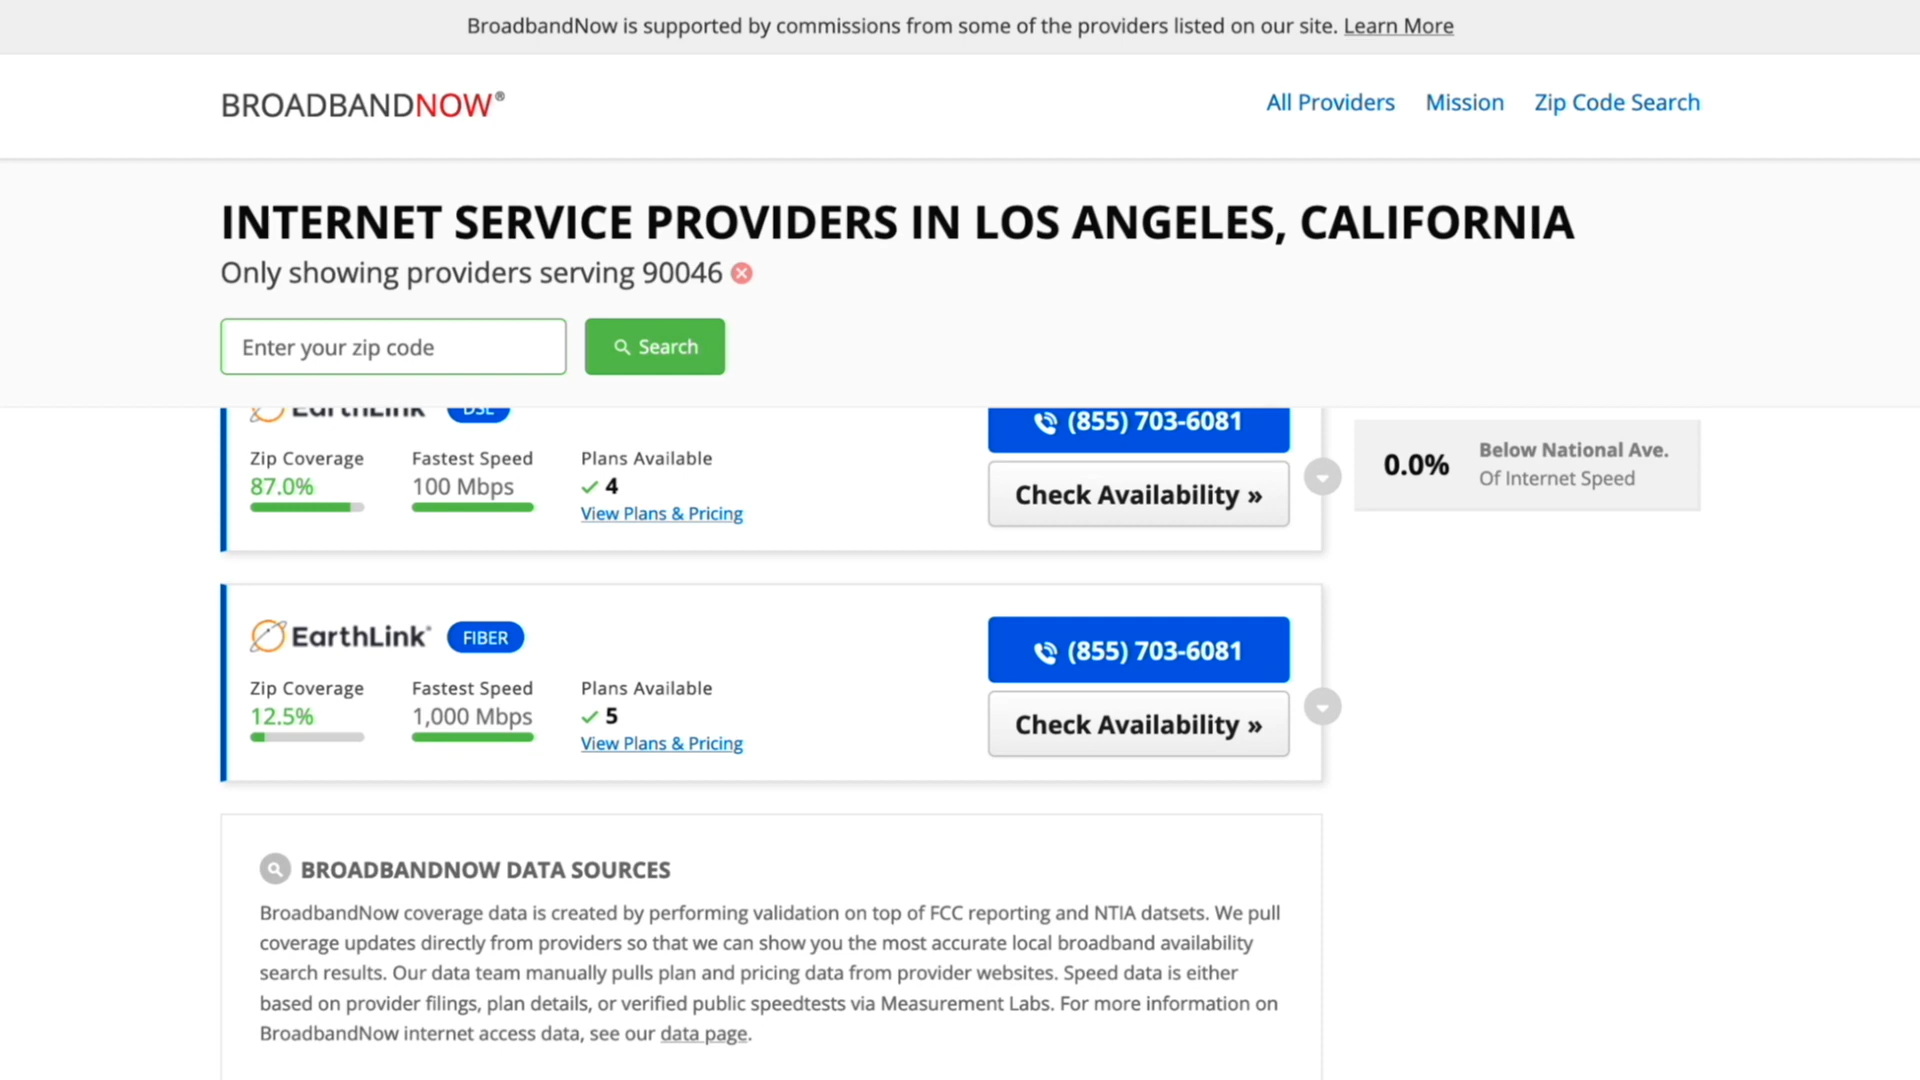 BroadbandNow is supported by commissions from some of the providers listed on our site. Learn More
BROADBANDNOW®
All Providers Mission Zip Code Search
INTERNET SERVICE PROVIDERS IN LOS ANGELES, CALIFORNIA
Only showing providers serving 90046
Enter your zip code
Search
EarthLink DSL
(855) 703-6081
Zip Coverage Fastest Speed Plans Available
87.0% 100 Mbps 4
View Plans & Pricing
Check Availability »
0.0%
Below National Ave.
Of Internet Speed
EarthLink FIBER
(855) 703-6081
Zip Coverage Fastest Speed Plans Available
12.5% 1,000 Mbps 5
View Plans & Pricing
Check Availability »
BROADBANDNOW DATA SOURCES
BroadbandNow coverage data is created by performing validation on top of FCC reporting and NTIA datsets. We pull
coverage updates directly from providers so that we can show you the most accurate local broadband availability
search results. Our data team manually pulls plan and pricing data from provider websites. Speed data is either
based on provider filings, plan details, or verified public speedtests via Measurement Labs. For more information on
BroadbandNow internet access data, see our data page.